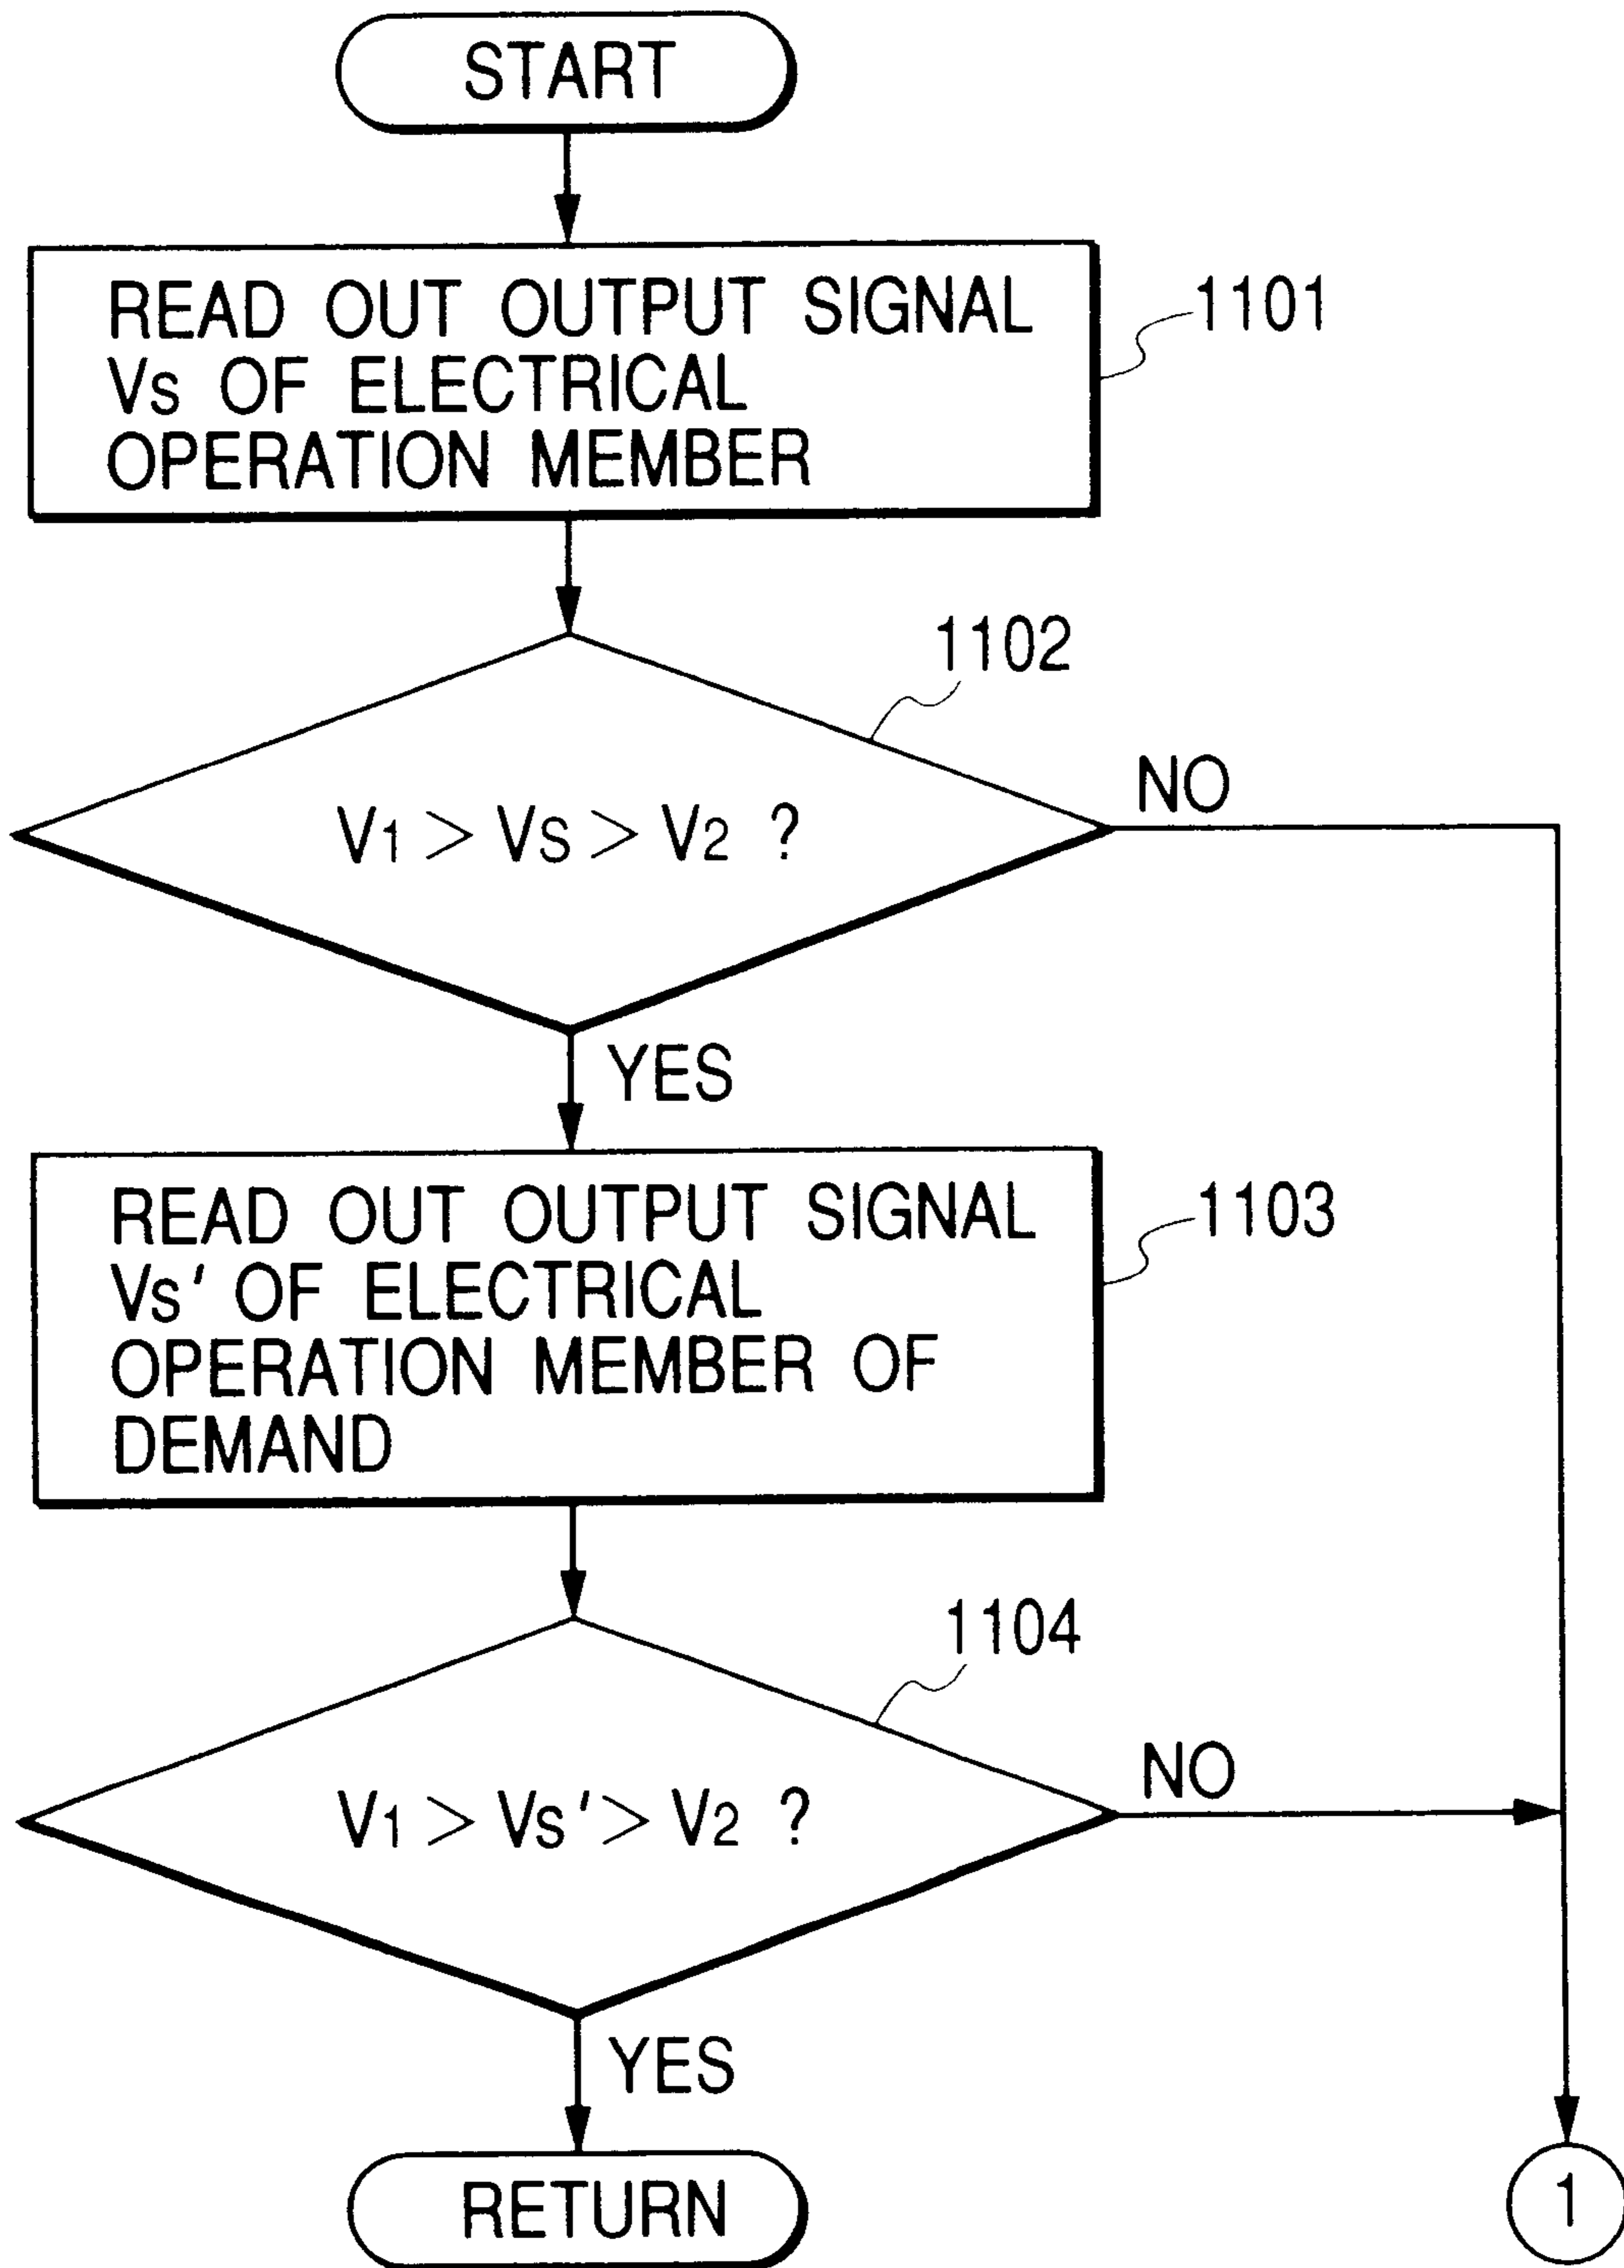 START
READ OUT OUTPUT SIGNAL
Vs OF ELECTRICAL
OPERATION MEMBER
1101
1102
V1 > VS > V2 ?
NO
YES
READ OUT OUTPUT SIGNAL
Vs' OF ELECTRICAL
OPERATION MEMBER OF
DEMAND
1103
1104
V1 > VS' > V2 ?
NO
YES
RETURN
1